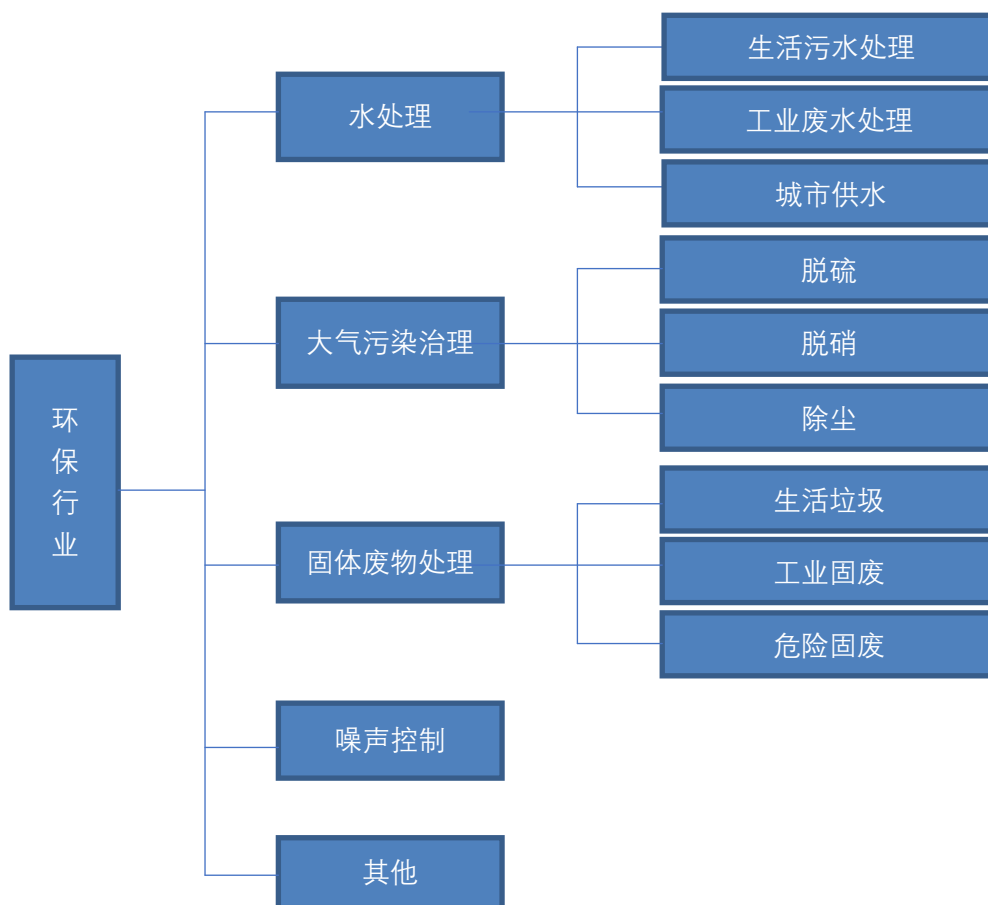 环
保
行
业
水处理
生活污水处理
工业废水处理
城市供水
大气污染治理
脱硫
脱硝
除尘
固体废物处理
生活垃圾
工业固废
危险固废
噪声控制
其他